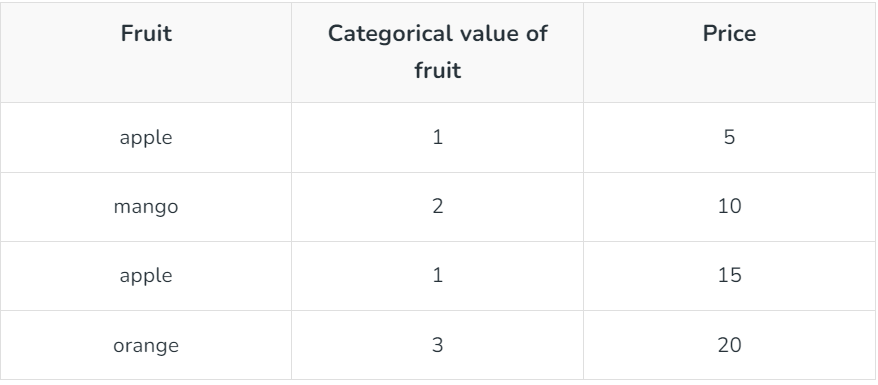 Fruit Categorical value of fruit Price
apple 1 5
mango 2 10
apple 1 15
orange 3 20